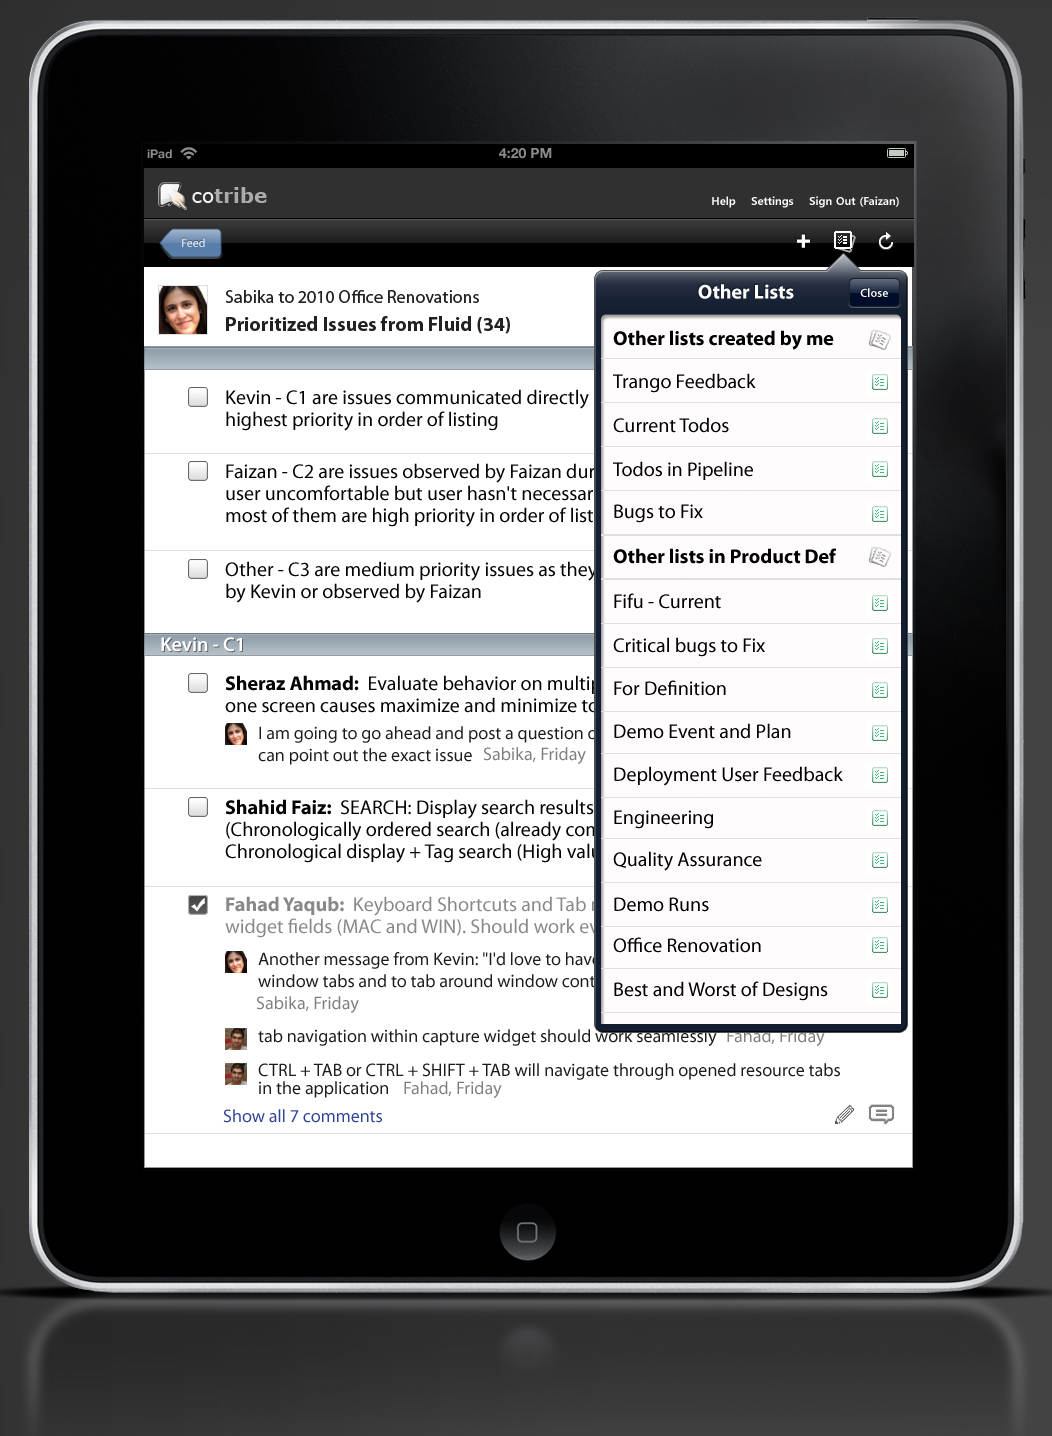 iPad
4:20 PM
cotribe
Help Settings Sign Out (Faizan)
Feed
Sabika to 2010 Office Renovations
Prioritized Issues from Fluid (34)
Kevin - C1 are issues communicated directly
highest priority in order of listing
Faizan - C2 are issues observed by Faizan
user uncomfortable but user hasn't
most of them are high priority in order of
Other - C3 are medium priority issues as they
by Kevin or observed by Faizan
Kevin - C1
Sheraz Ahmad: Evaluate behavior on
one screen causes maximize and minimize
I am going to go ahead and post a question
can point out the exact issue Sabika, Friday
Shahid Faiz: SEARCH: Display search results
(Chronologically ordered search (already
Chronological display + Tag search (High
Fahad Yaqub: Keyboard Shortcuts and Tab
widget fields (MAC and WIN). Should work
Another message from Kevin: "I'd love to have
window tabs and to tab around window
Sabika, Friday
tab navigation within capture widget should work seamlessly Fahad, Friday
CTRL + TAB or CTRL + SHIFT + TAB will navigate through opened resource tabs
in the application Fahad, Friday
Show all 7 comments
Other Lists
Close
Other lists created by me
Trango Feedback
Current Todos
Todos in Pipeline
Bugs to Fix
Other lists in Product Def
Fifu - Current
Critical bugs to Fix
For Definition
Demo Event and Plan
Deployment User Feedback
Engineering
Quality Assurance
Demo Runs
Office Renovation
Best and Worst of Designs